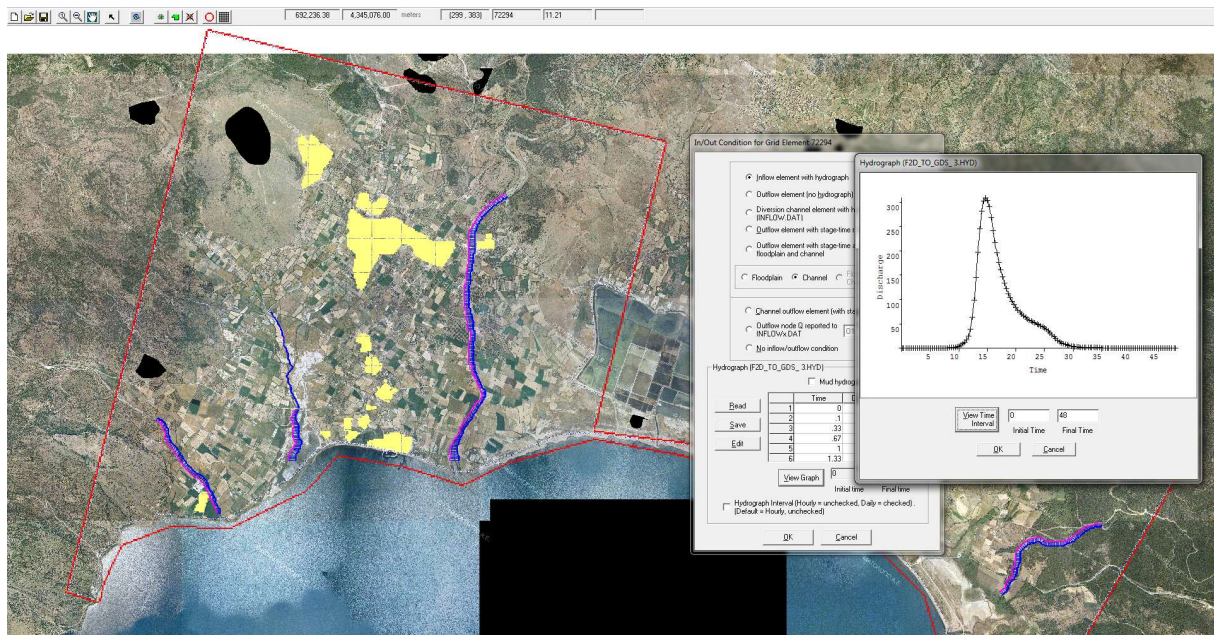 692,236.38 4,345,076.00 meters (299 , 383) 72294 11.21
In/Out Condition for Grid Element 72294
Inflow element with hydrograph
Outflow element (no hydrograph)
Diversion channel element with h
(INFLOW.DAT)
Outflow element with stage-time
Outflow element with stage-time
floodplain and channel
Floodplain Channel
Channel outflow element (with sta
Outflow node Q reported to
INFLOWx.DAT
No inflow/outflow condition
Hydrograph (F2D_TO_GDS_ 3.HYD)
Mud hydrog
Time
Read
Save
Edit
1 0
2 .1
3 .33
4 .67
5 1
6 1.33
View Graph 0
Initial time Final time
Hydrograph Interval (Hourly = unchecked, Daily = checked) .
(Default = Hourly, unchecked)
OK Cancel
Hydrograph (F2D_TO_GDS_ 3.HYD)
300
250
200
150
100
50
Discharge
5 10 15 20 25 30 35 40 45
Time
View Time
Interval
0 48
Initial Time Final Time
OK Cancel